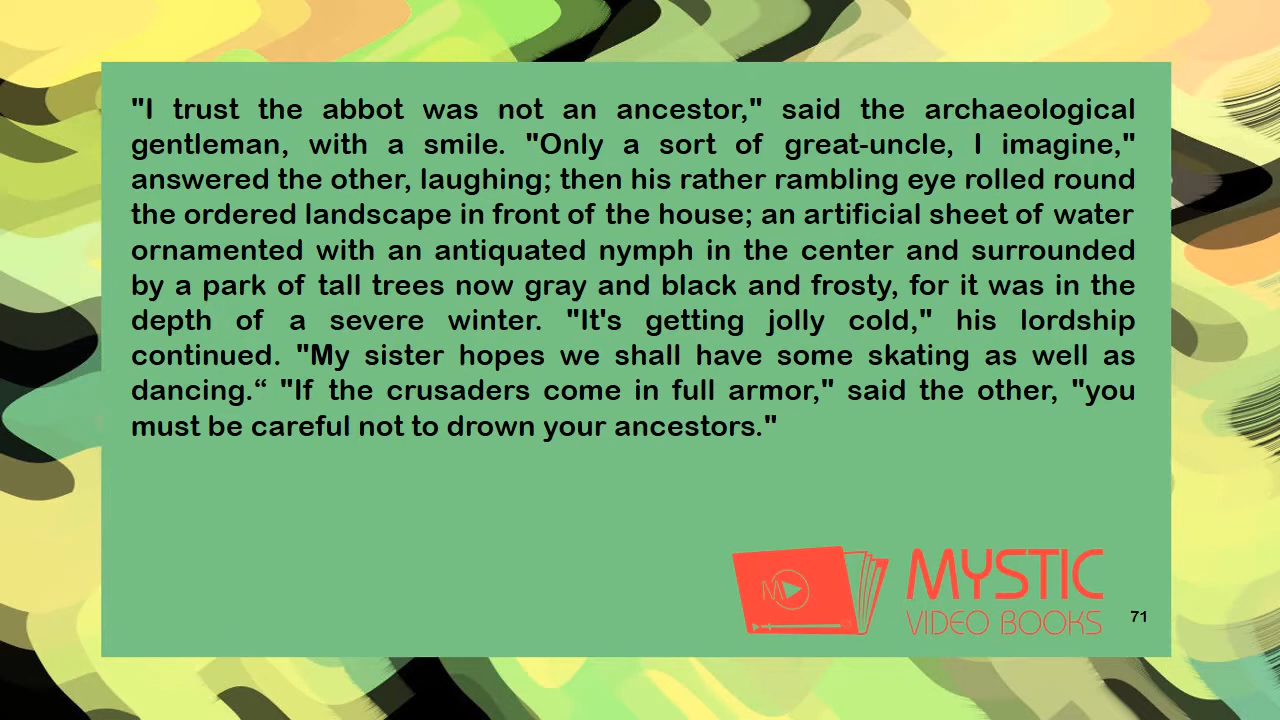 "I trust the abbot was not an ancestor," said the archaeological
gentleman, with a smile. "Only a sort of great-uncle, I imagine,"
answered the other, laughing; then his rather rambling eye rolled round
the ordered landscape in front of the house; an artificial sheet of water
ornamented with an antiquated nymph in the center and surrounded
by a park of tall trees now gray and black and frosty, for it was in the
depth of a severe winter. "It's getting jolly cold," his lordship
continued. "My sister hopes we shall have some skating as well as
dancing.“ "If the crusaders come in full armor," said the other, "you
must be careful not to drown your ancestors."
M
MYSTIC
VIDEO BOOKS
71